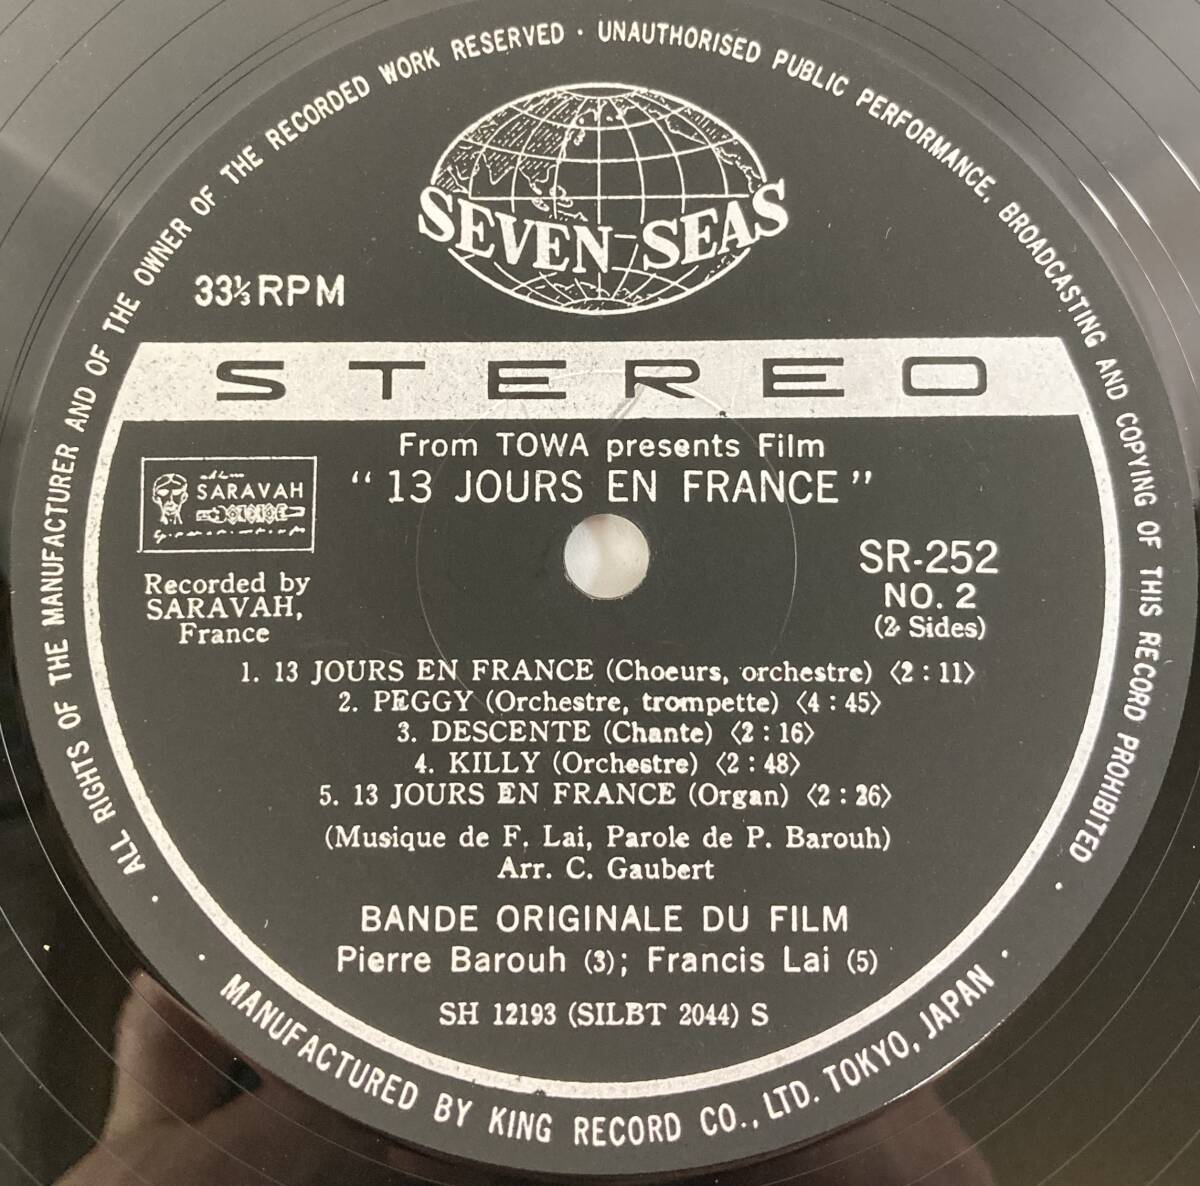 ALL RIGHTS OF THE MANUFACTURER AND OF THE OWNER OF THE RECORDED WORK RESERVED · UNAUTHORISED PUBLIC PERFORMANCE, BROADCASTING AND COPYING OF THIS RECORD PROHIBITED
SEVEN-SEAS
33⅓ RPM
STEREO
From TOWA presents Film
“ 13 JOURS EN FRANCE ”
SARAVAH
SR-252
NO. 2
(2 Sides)
Recorded by
SARAVAH,
France
1. 13 JOURS EN FRANCE (Choeurs, orchestre) 〈2 : 11〉
2. PEGGY (Orchestre, trompette) 〈4 : 45〉
3. DESCENTE (Chante) 〈2 : 16〉
4. KILLY (Orchestre) 〈2 : 48〉
5. 13 JOURS EN FRANCE (Organ) 〈2 : 26〉
(Musique de F. Lai, Parole de P. Barouh)
Arr. C. Gaubert
BANDE ORIGINALE DU FILM
Pierre Barouh (3); Francis Lai (5)
SH 12193 (SILBT 2044) S
· MANUFACTURED BY KING RECORD CO., LTD. TOKYO, JAPAN ·